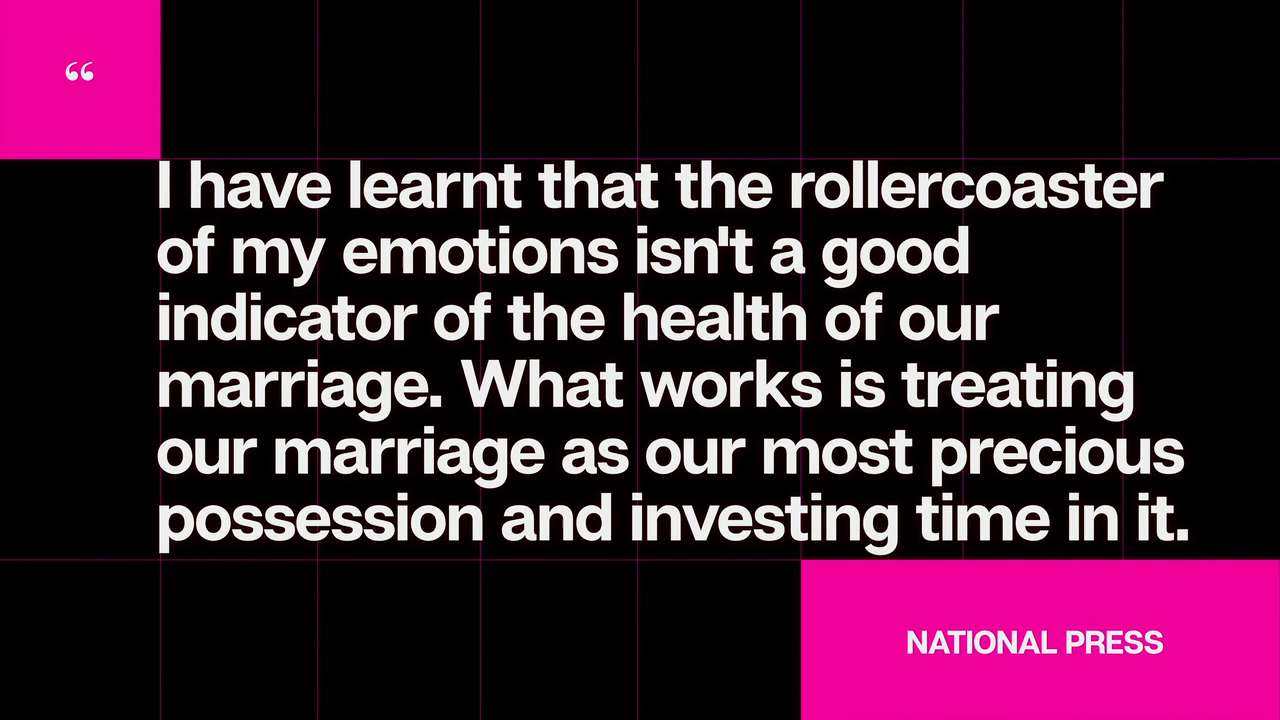 “
I have learnt that the rollercoaster
of my emotions isn't a good
indicator of the health of our
marriage. What works is treating
our marriage as our most precious
possession and investing time in it.
NATIONAL PRESS